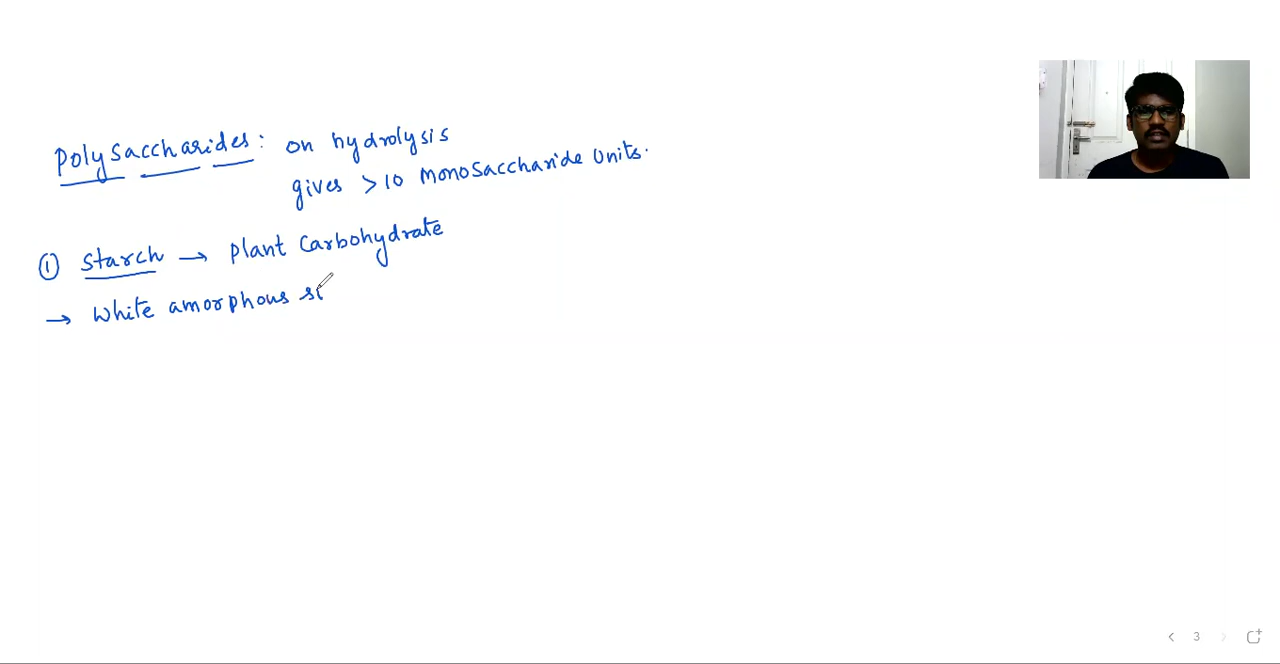 Polysaccharides: on hydrolysis
gives >10 monosaccharide units.
① Starch → plant carbohydrate
→ White amorphous
3